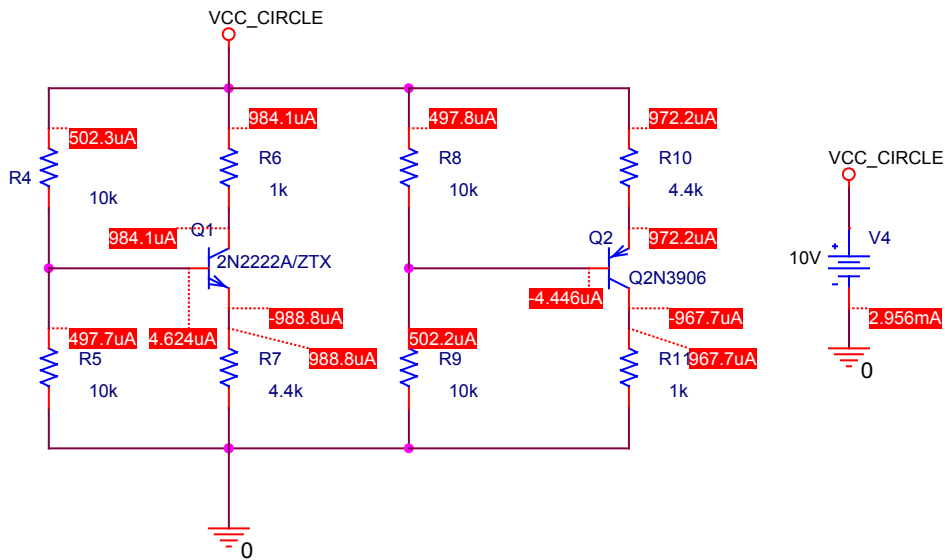 VCC_CIRCLE
984.1uA
497.8uA
972.2uA
502.3uA
R4
10k
R6
1k
R8
10k
R10
4.4k
VCC_CIRCLE
984.1uA
Q1
2N2222A/ZTX
972.2uA
Q2
Q2N3906
10V
V4
-4.446uA
-988.8uA
-967.7uA
2.956mA
497.7uA
4.624uA
988.8uA
502.2uA
967.7uA
R5
10k
R7
4.4k
R9
10k
R11
1k
0
0